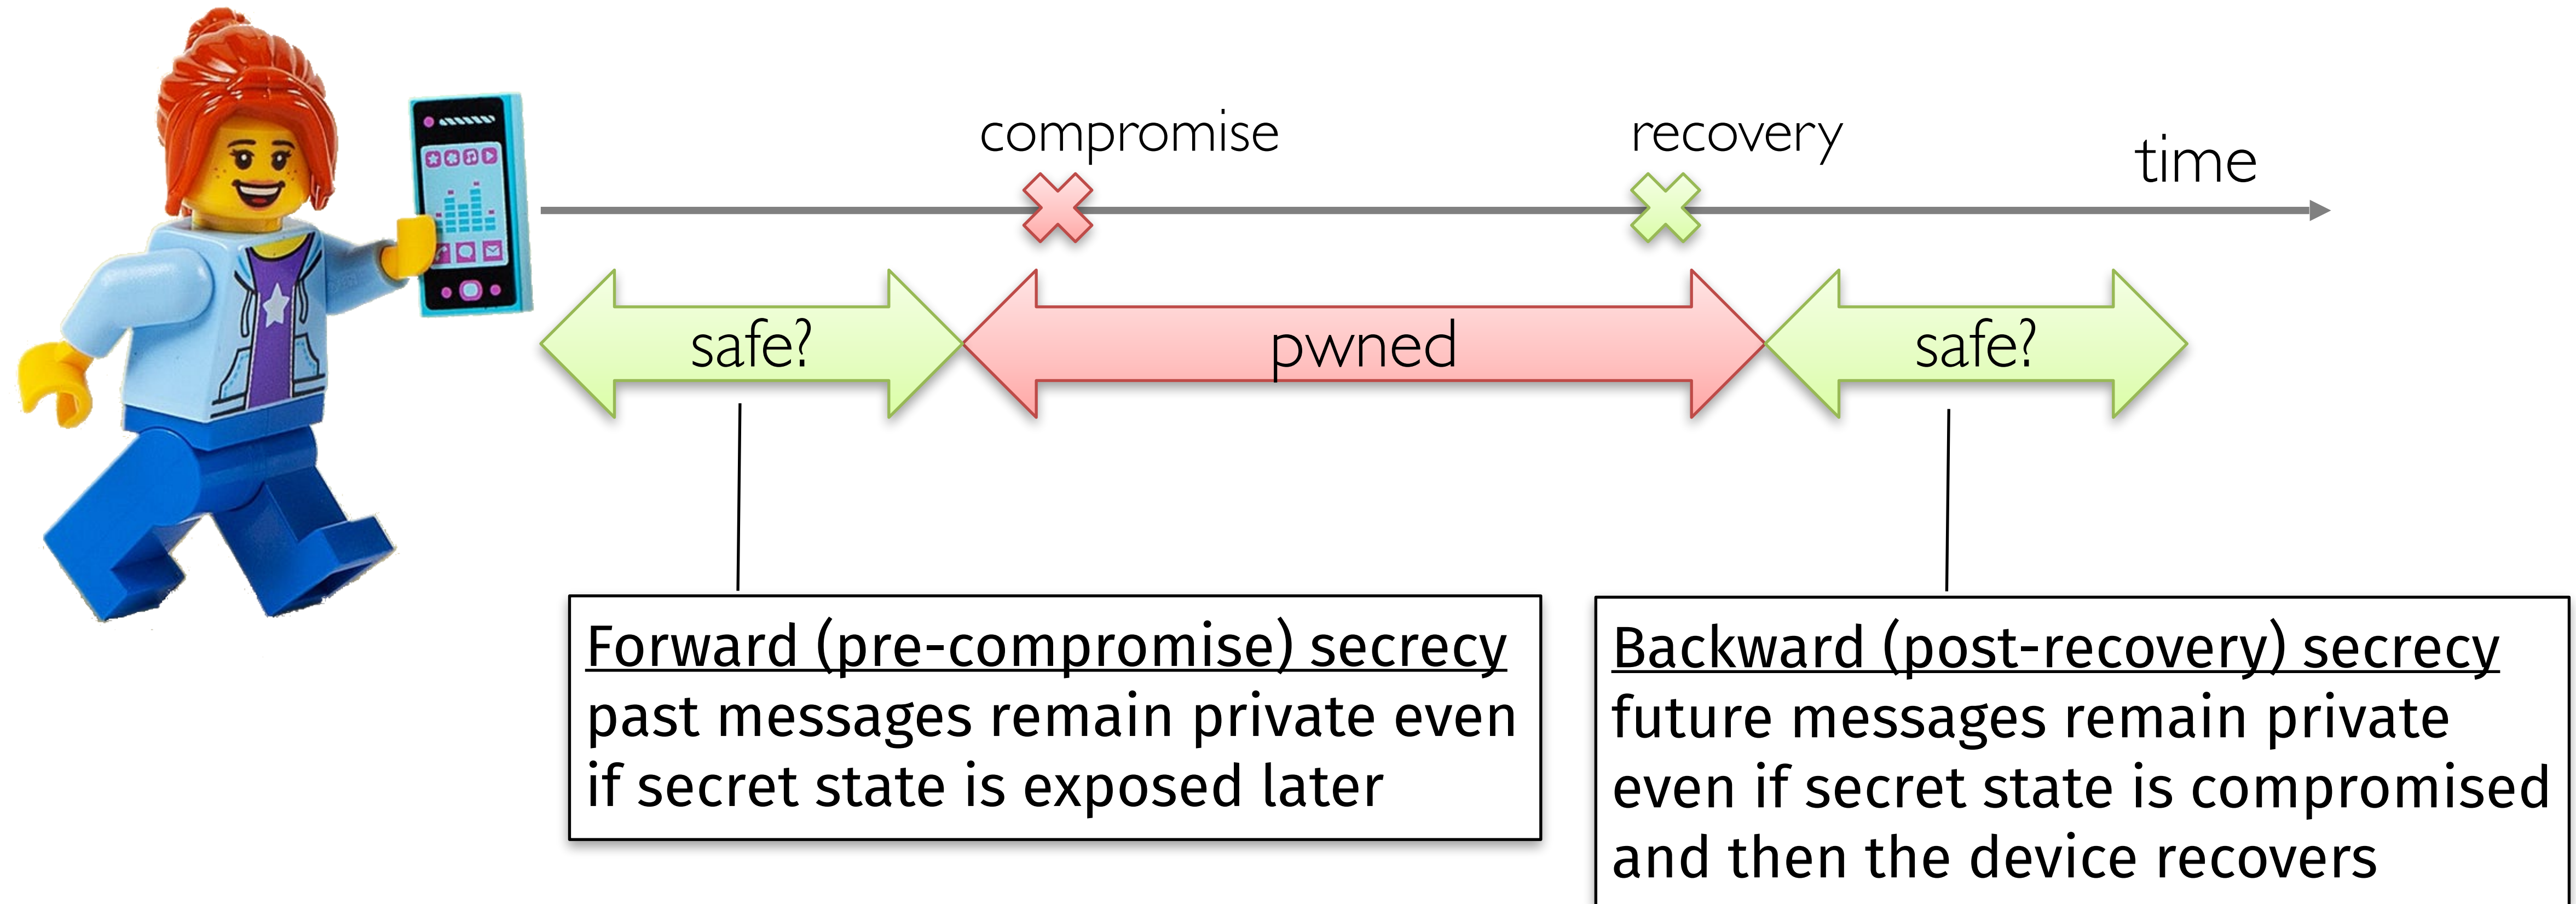 compromise
recovery
time
safe?
pwned
safe?
Forward (pre-compromise) secrecy
past messages remain private even
if secret state is exposed later
Backward (post-recovery) secrecy
future messages remain private
even if secret state is compromised
and then the device recovers